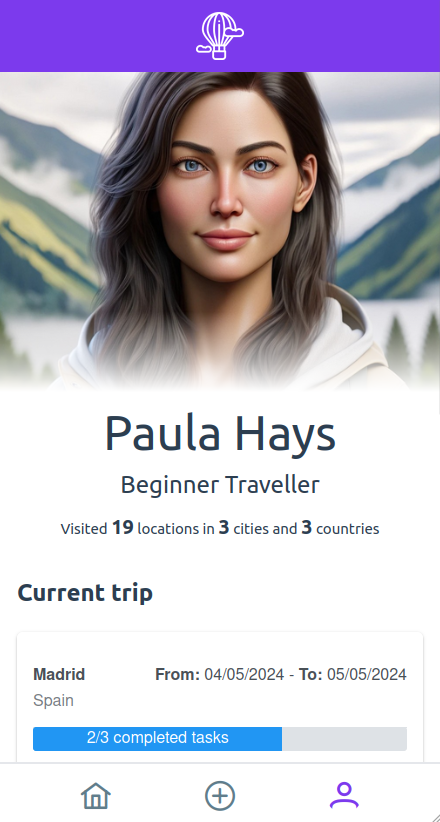 Paula Hays
Beginner Traveller
Visited 19 locations in 3 cities and 3 countries
Current trip
Madrid From: 04/05/2024 - To: 05/05/2024
Spain
2/3 completed tasks